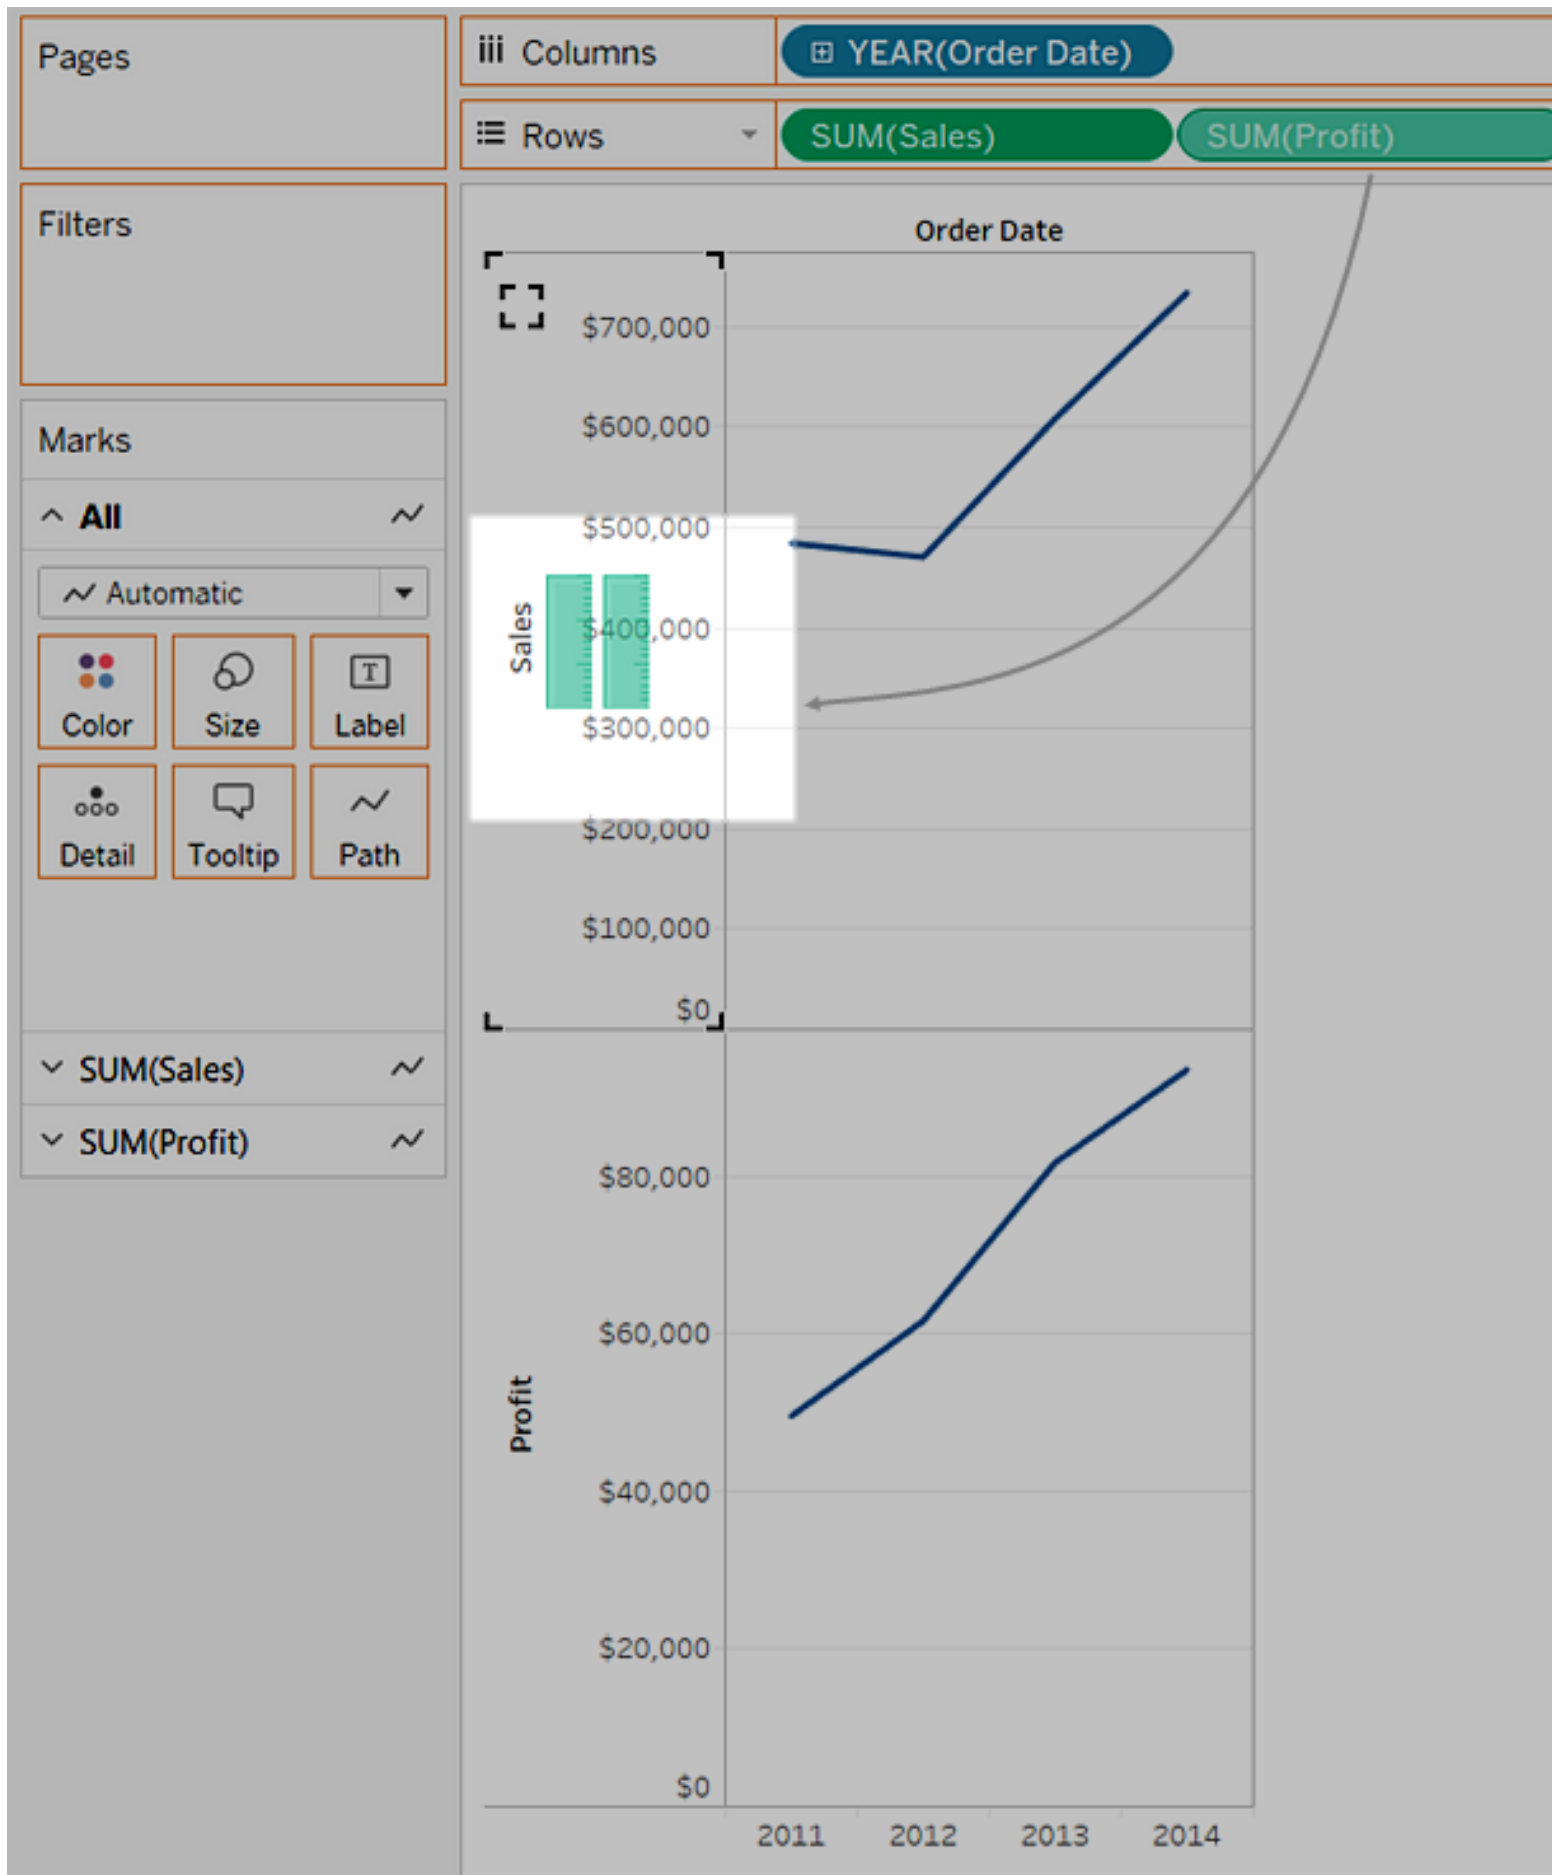 Pages
Columns
YEAR(Order Date)
Rows
SUM(Sales)
SUM(Profit)
Filters
Marks
All
Automatic
Color
Size
T
Label
Detail
Tooltip
Path
SUM(Sales)
SUM(Profit)
Order Date
Sales
$700,000
$600,000
$500,000
$400,000
$300,000
$200,000
$100,000
$0
Profit
$80,000
$60,000
$40,000
$20,000
$0
2011 2012 2013 2014